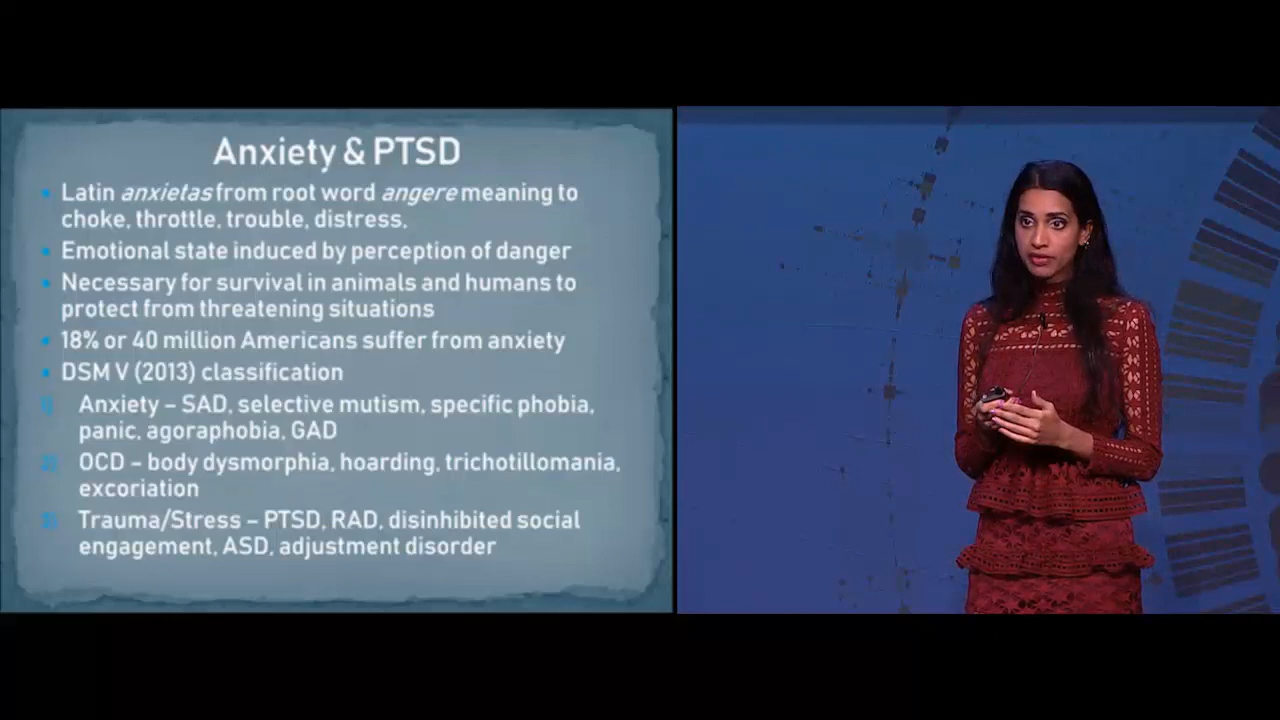 Anxiety & PTSD
Latin anxietas from root word angere meaning to
choke, throttle, trouble, distress,
Emotional state induced by perception of danger
Necessary for survival in animals and humans to
protect from threatening situations
18% or 40 million Americans suffer from anxiety
DSM V (2013) classification
1) Anxiety – SAD, selective mutism, specific phobia,
panic, agoraphobia, GAD
2) OCD – body dysmorphia, hoarding, trichotillomania,
excoriation
3) Trauma/Stress – PTSD, RAD, disinhibited social
engagement, ASD, adjustment disorder